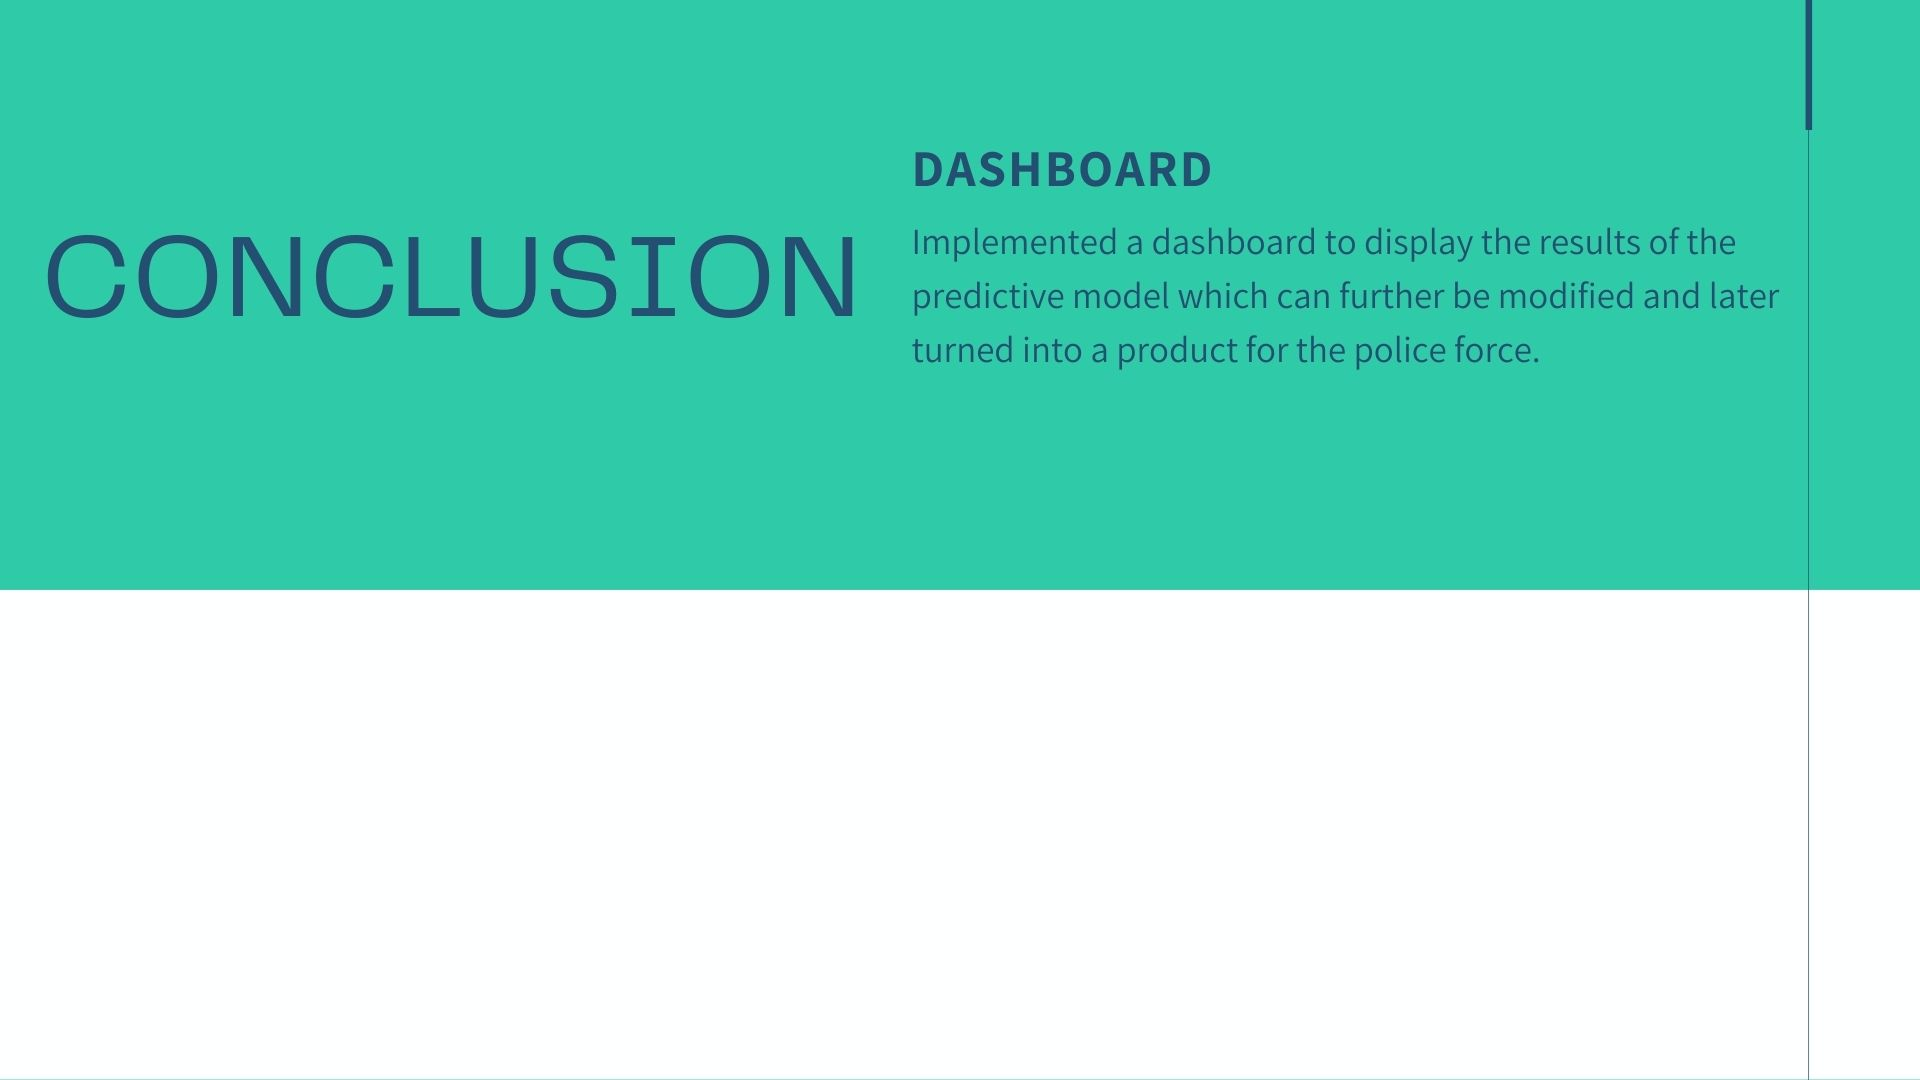 CONCLUSION
DASHBOARD
Implemented a dashboard to display the results of the
predictive model which can further be modified and later
turned into a product for the police force.